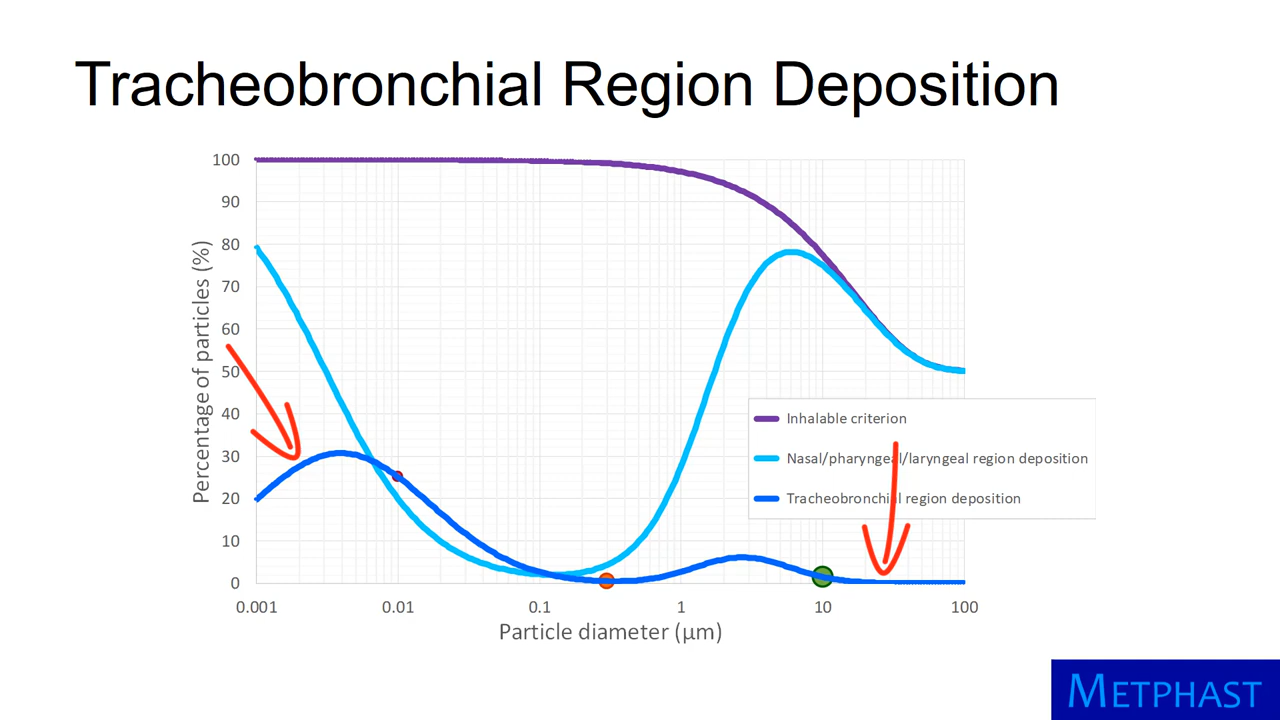 Tracheobronchial Region Deposition
100
90
80
70
60
50
40
30
20
10
0
Percentage of particles (%)
0.001 0.01 0.1 1 10 100
Particle diameter (µm)
Inhalable criterion
Nasal/pharyngeal/laryngeal region deposition
Tracheobronchial region deposition
METPHAST